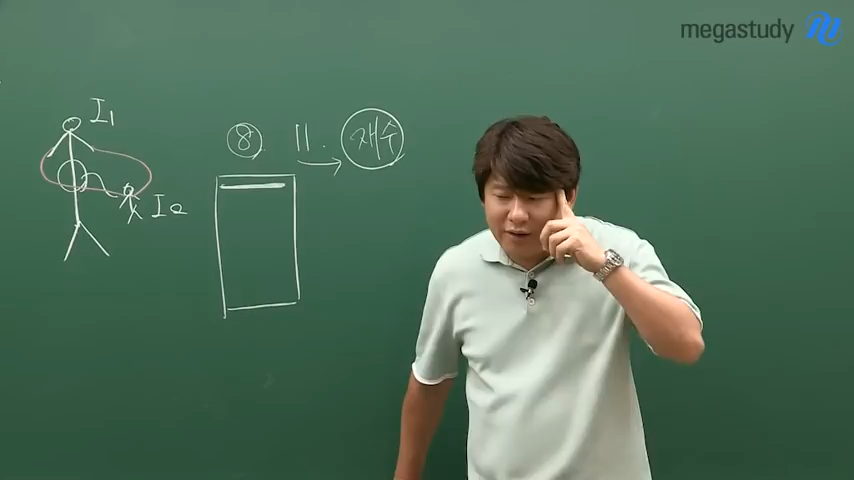 megastudy
I₁
8. 11. → 재수
I₂